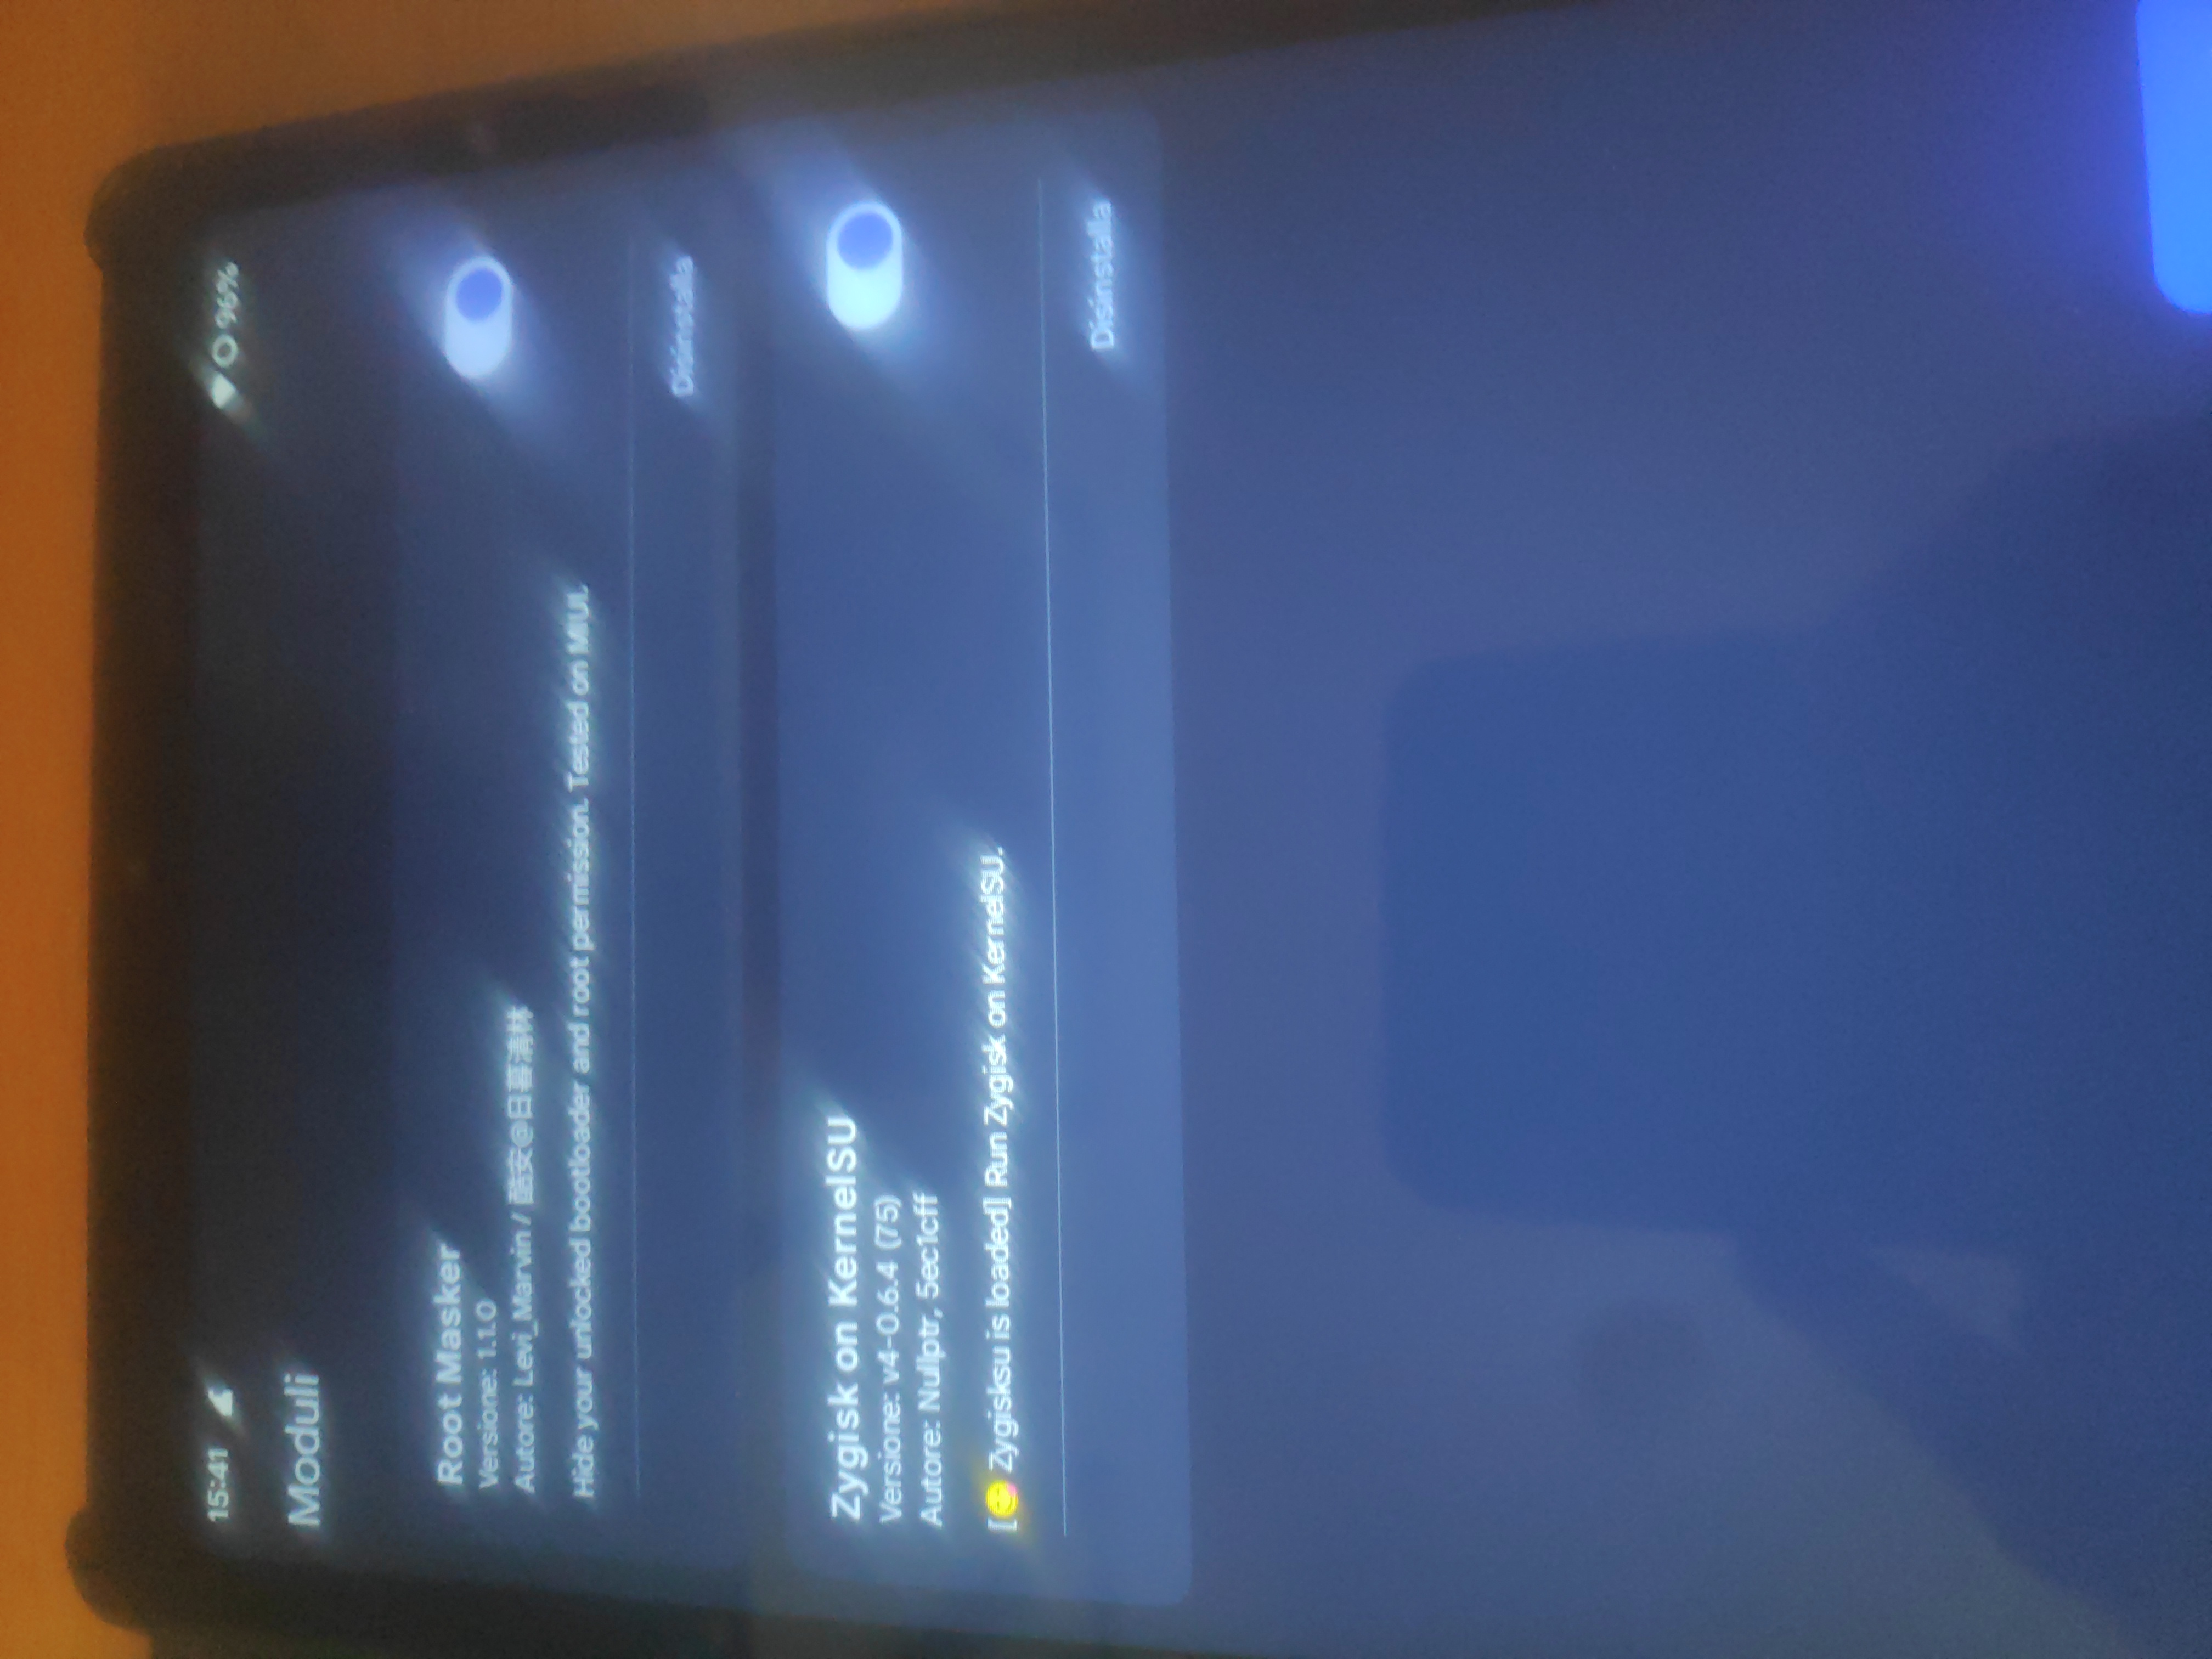 15:41 96%
Moduli
Root Masker
Versione: 1.1.0
Autore: Levi_Marvin / 酷安@日暮清林
Hide your unlocked bootloader and root permission. Tested on MIUI.
Disinstalla
Zygisk on KernelSU
Versione: v4-0.6.4 (75)
Autore: Nullptr, 5ec1cff
[😋 Zygisksu is loaded] Run Zygisk on KernelSU.
Disinstalla